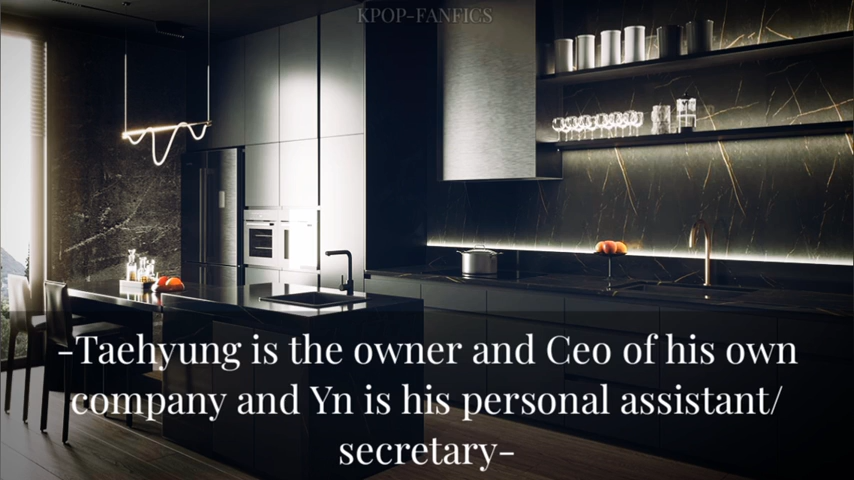 KPOP-FANFICS
-Taehyung is the owner and Ceo of his own
company and Yn is his personal assistant/
secretary-